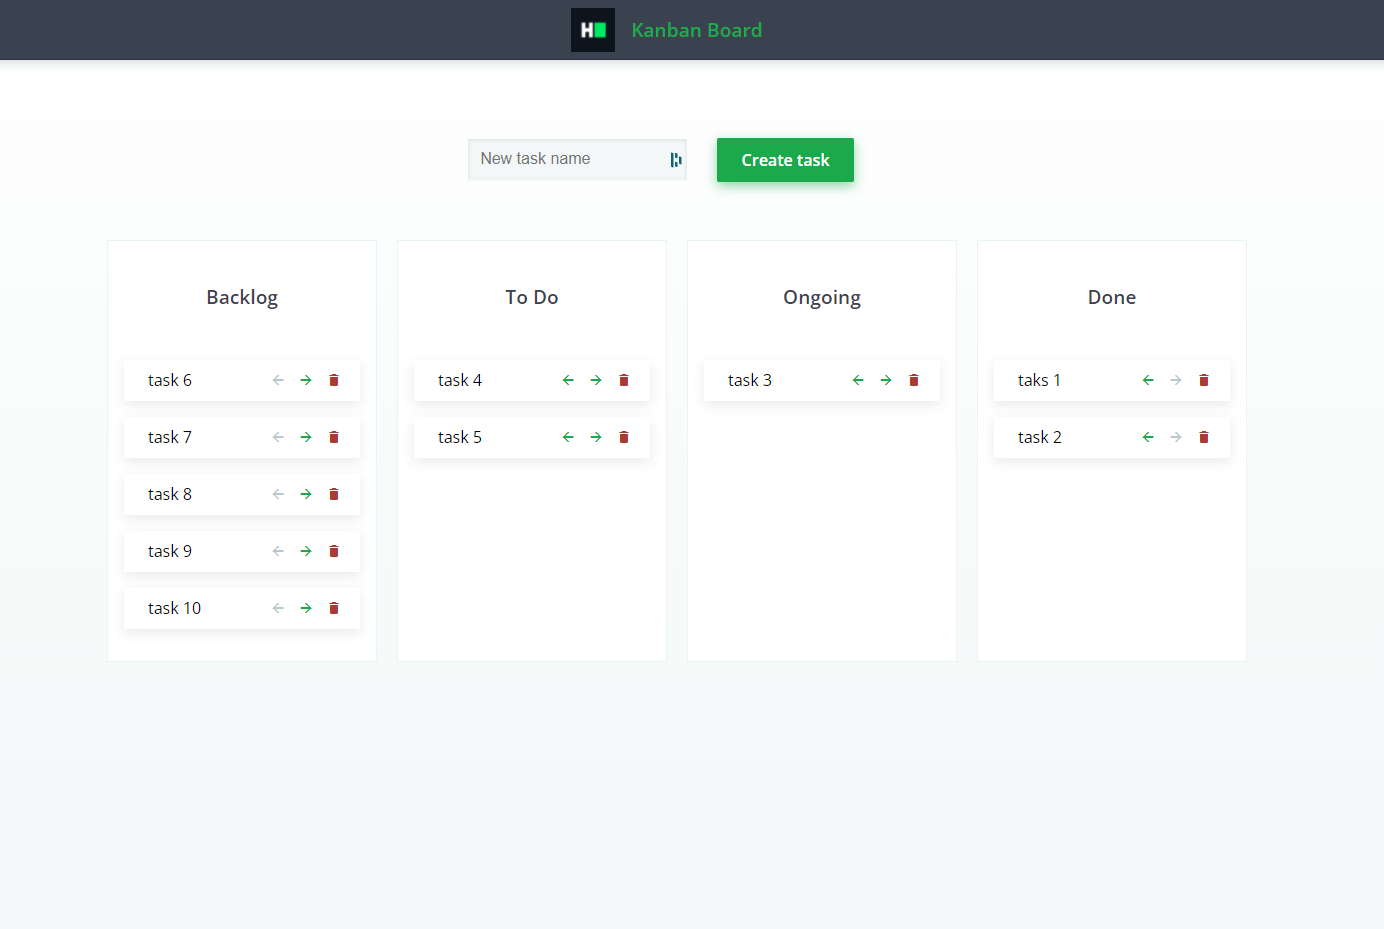 H
Kanban Board
New task name
Create task
Backlog
task 6
task 7
task 8
task 9
task 10
To Do
task 4
task 5
Ongoing
task 3
Done
taks 1
task 2